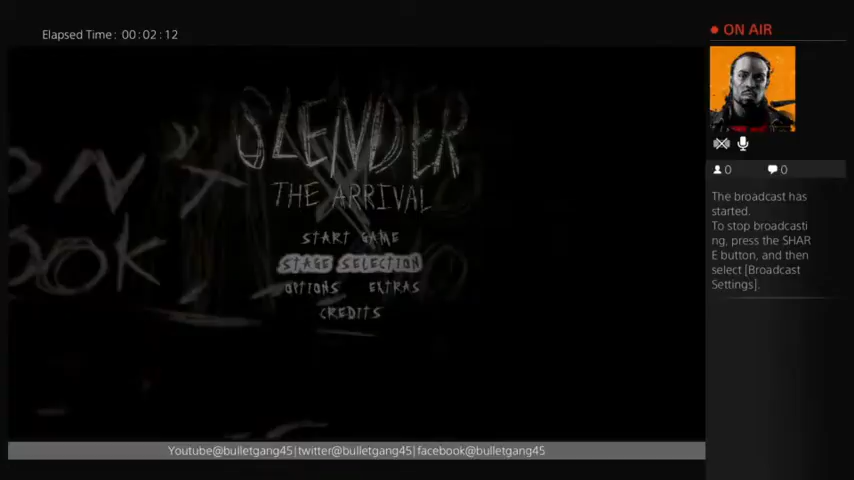 Elapsed Time: 00:02:12
ON AIR
SLENDER
THE ARRIVAL
ON'T
OOK
START GAME
STAGE SELECTION
OPTIONS EXTRAS
CREDITS
0 0
The broadcast has
started.
To stop broadcasti
ng, press the SHAR
E button, and then
select [Broadcast
Settings].
Youtube@bulletgang45|twitter@bulletgang45|facebook@bulletgang45